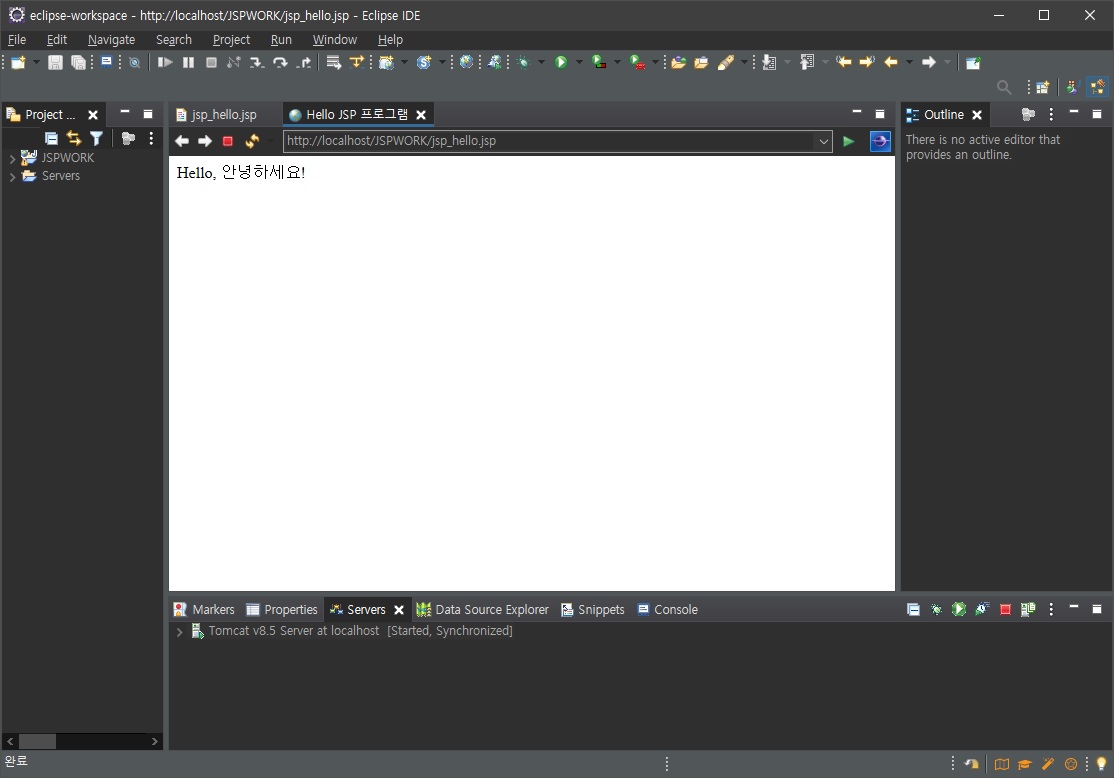 eclipse-workspace - http://localhost/JSPWORK/jsp_hello.jsp - Eclipse IDE
File Edit Navigate Search Project Run Window Help
Project ...
jsp_hello.jsp
Hello JSP 프로그램
Outline
http://localhost/JSPWORK/jsp_hello.jsp
JSPWORK
Servers
Hello, 안녕하세요!
There is no active editor that
provides an outline.
Markers Properties Servers Data Source Explorer Snippets Console
Tomcat v8.5 Server at localhost [Started, Synchronized]
완료